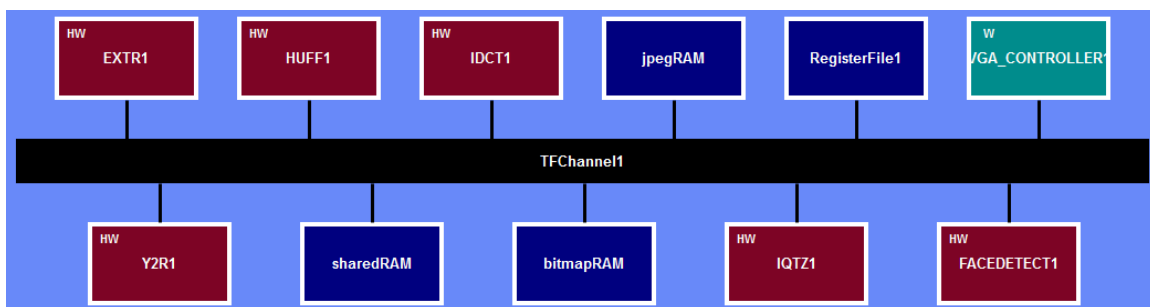 HW
EXTR1
HW
HUFF1
HW
IDCT1
jpegRAM
RegisterFile1
W
VGA_CONTROLLER1
TFChannel1
HW
Y2R1
sharedRAM
bitmapRAM
HW
IQTZ1
HW
FACEDETECT1